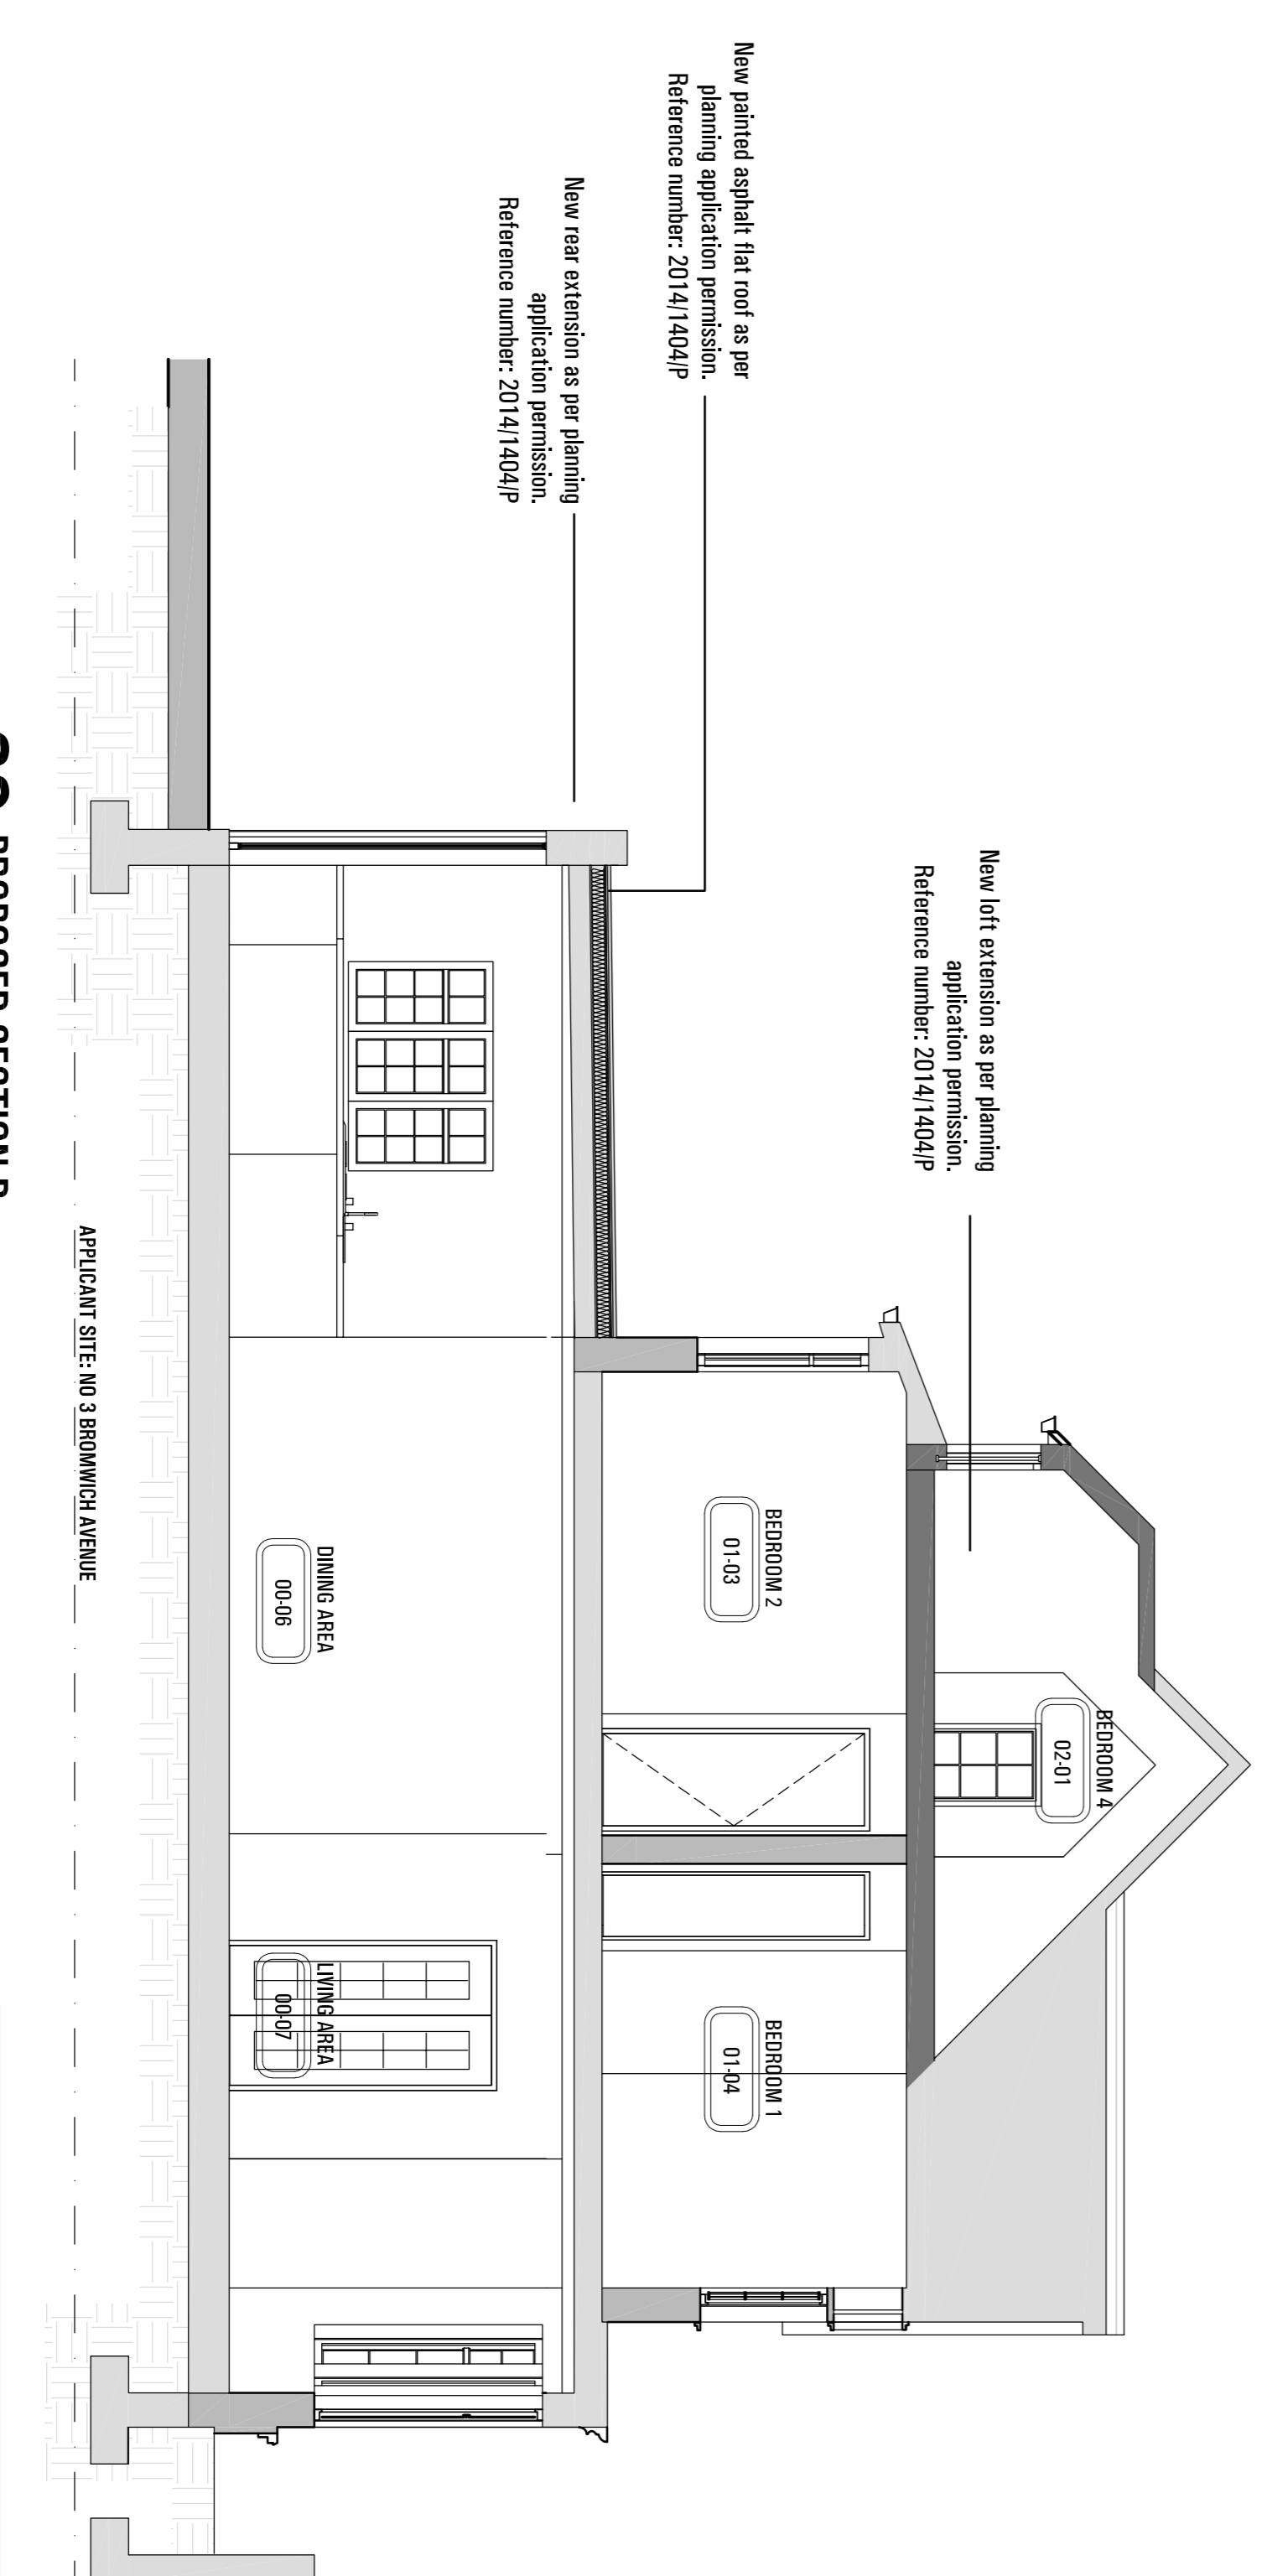 New painted asphalt flat roof as per
planning application permission.
Reference number: 2014/1404/P
New rear extension as per planning
application permission.
Reference number: 2014/1404/P
New loft extension as per planning
application permission.
Reference number: 2014/1404/P
BEDROOM 4
02-01
BEDROOM 2
01-03
BEDROOM 1
01-04
DINING AREA
00-06
LIVING AREA
00-07
APPLICANT SITE: NO 3 BROMWICH AVENUE
PROPOSED SECTION